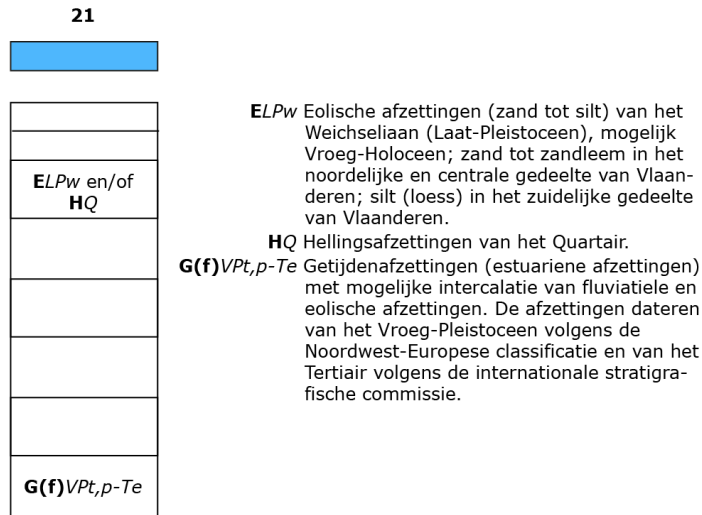 21
ELPw en/of
HQ
G(f)VPt,p-Te
ELPw Eolische afzettingen (zand tot silt) van het
Weichseliaan (Laat-Pleistoceen), mogelijk
Vroeg-Holoceen; zand tot zandleem in het
noordelijke en centrale gedeelte van Vlaan-
deren; silt (loess) in het zuidelijke gedeelte
van Vlaanderen.
HQ Hellingsafzettingen van het Quartair.
G(f)VPt,p-Te Getijdenafzettingen (estuariene afzettingen)
met mogelijke intercalatie van fluviatiele en
eolische afzettingen. De afzettingen dateren
van het Vroeg-Pleistoceen volgens de
Noordwest-Europese classificatie en van het
Tertiair volgens de internationale stratigra-
fische commissie.